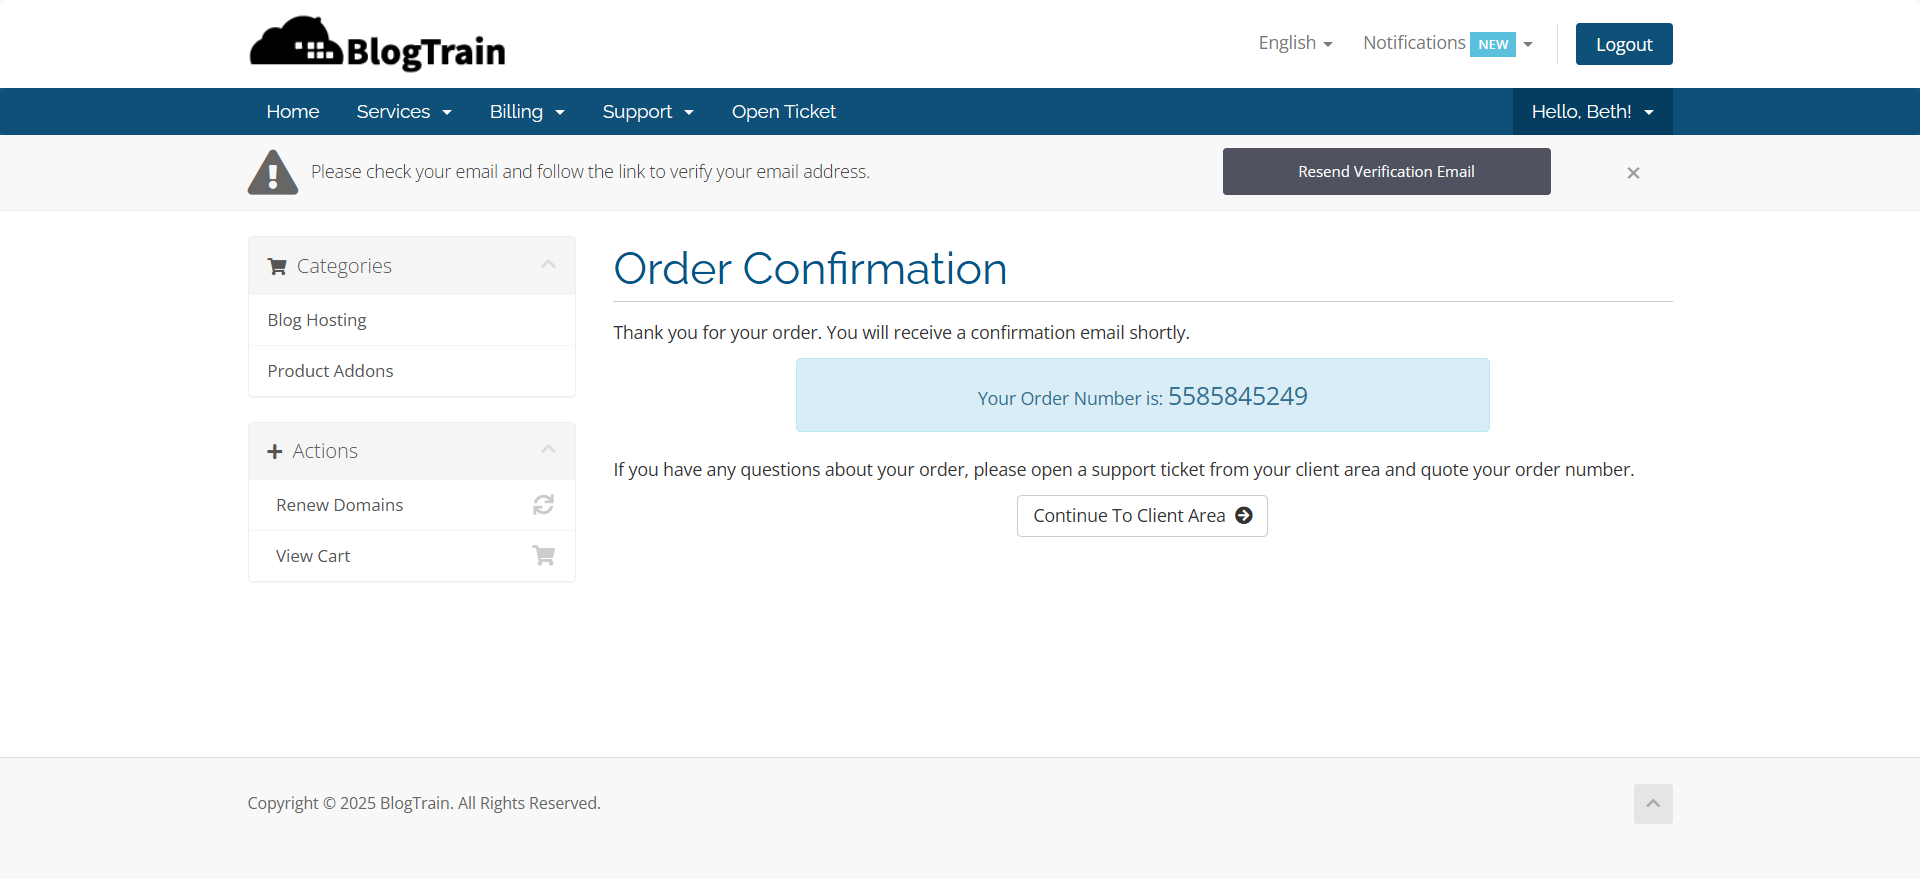 BlogTrain
English
Notifications NEW
Logout
Home Services Billing Support Open Ticket Hello, Beth!
Please check your email and follow the link to verify your email address.
Resend Verification Email
Categories
Blog Hosting
Product Addons
Actions
Renew Domains
View Cart
Order Confirmation
Thank you for your order. You will receive a confirmation email shortly.
Your Order Number is: 5585845249
If you have any questions about your order, please open a support ticket from your client area and quote your order number.
Continue To Client Area
Copyright © 2025 BlogTrain. All Rights Reserved.